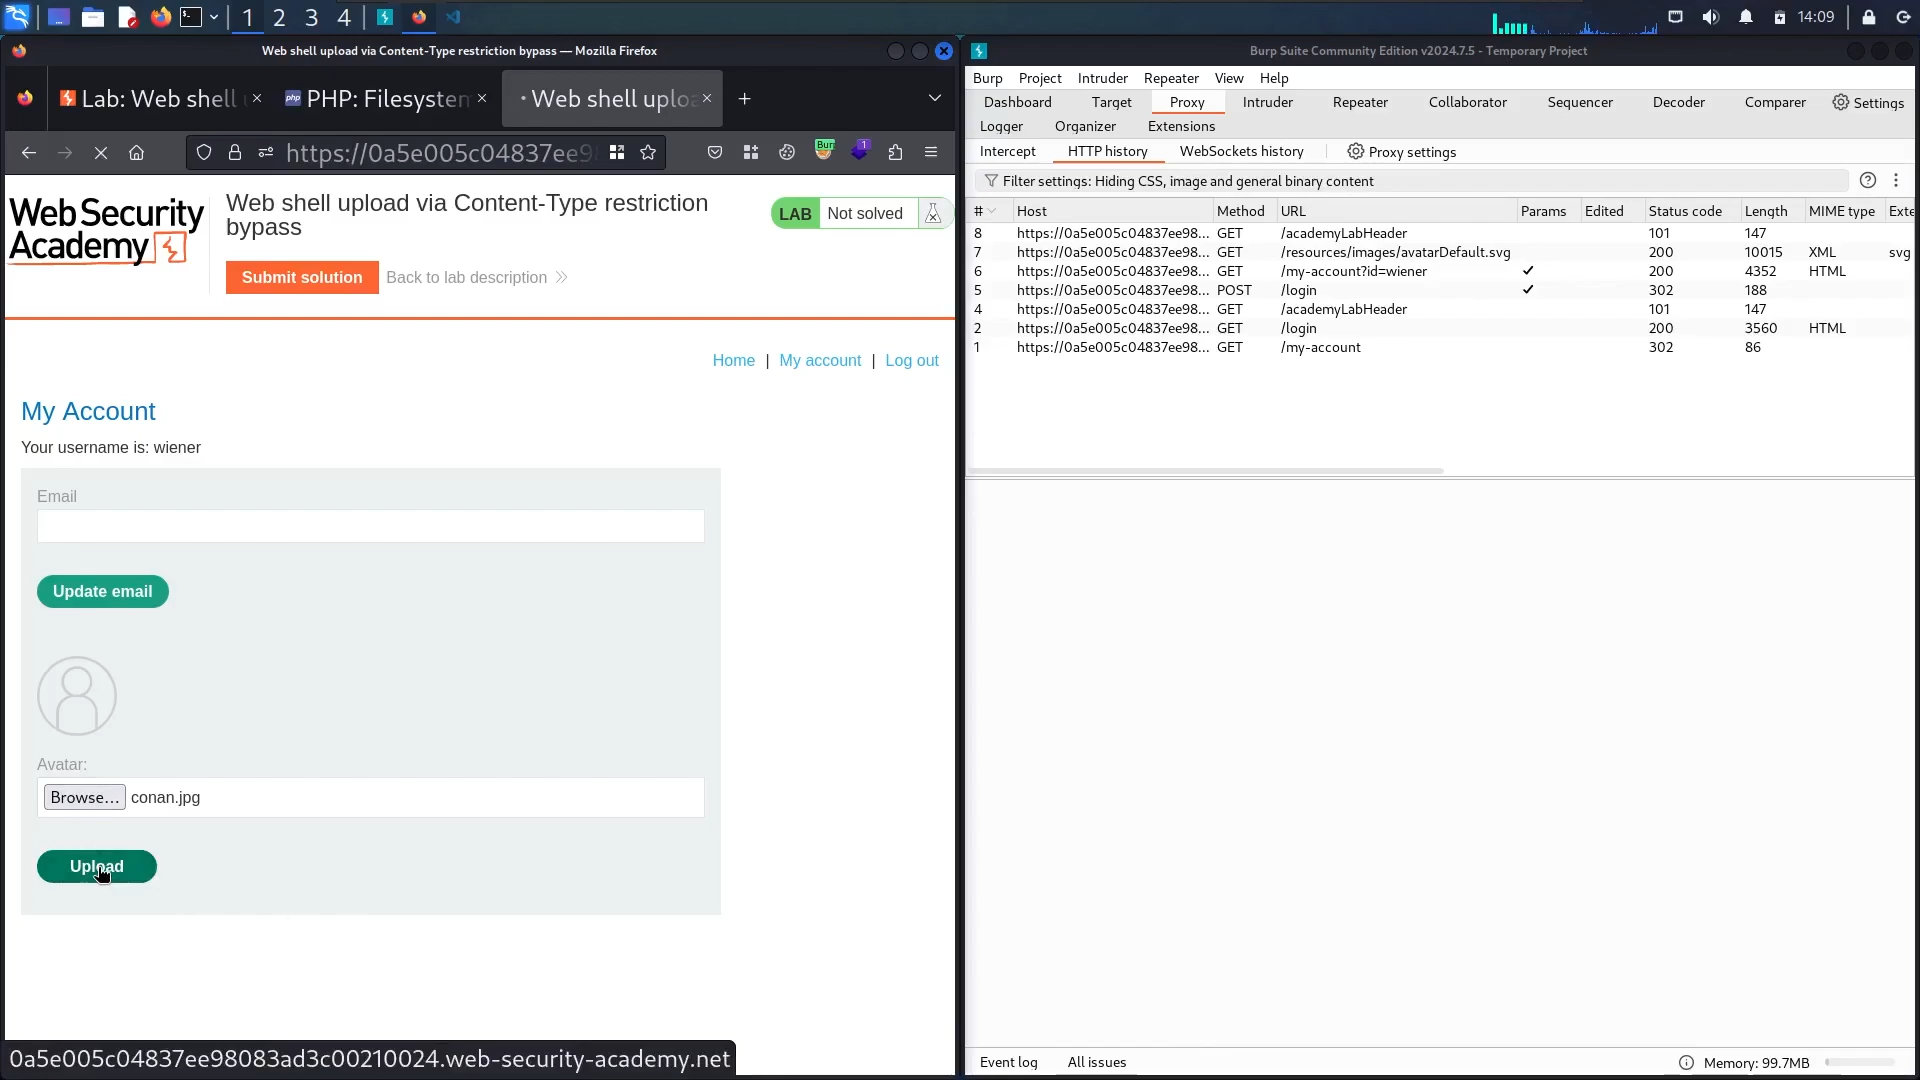 1 2 3 4
14:09
Web shell upload via Content-Type restriction bypass — Mozilla Firefox
Lab: Web shell
PHP: Filesystem
Web shell uplo
https://0a5e005c04837ee9
Burp
1
Web Security
Academy
Web shell upload via Content-Type restriction
bypass
LAB Not solved
Submit solution
Back to lab description
Home | My account | Log out
My Account
Your username is: wiener
Email
Update email
Avatar:
Browse... conan.jpg
Upload
0a5e005c04837ee98083ad3c00210024.web-security-academy.net
Burp Suite Community Edition v2024.7.5 - Temporary Project
Burp Project Intruder Repeater View Help
Dashboard Target Proxy Intruder Repeater Collaborator Sequencer Decoder Comparer Settings
Logger Organizer Extensions
Intercept HTTP history WebSockets history Proxy settings
Filter settings: Hiding CSS, image and general binary content
# Host Method URL Params Edited Status code Length MIME type Exte
8 https://0a5e005c04837ee98... GET /academyLabHeader 101 147
7 https://0a5e005c04837ee98... GET /resources/images/avatarDefault.svg 200 10015 XML svg
6 https://0a5e005c04837ee98... GET /my-account?id=wiener ✓ 200 4352 HTML
5 https://0a5e005c04837ee98... POST /login ✓ 302 188
4 https://0a5e005c04837ee98... GET /academyLabHeader 101 147
2 https://0a5e005c04837ee98... GET /login 200 3560 HTML
1 https://0a5e005c04837ee98... GET /my-account 302 86
Event log All issues
Memory: 99.7MB